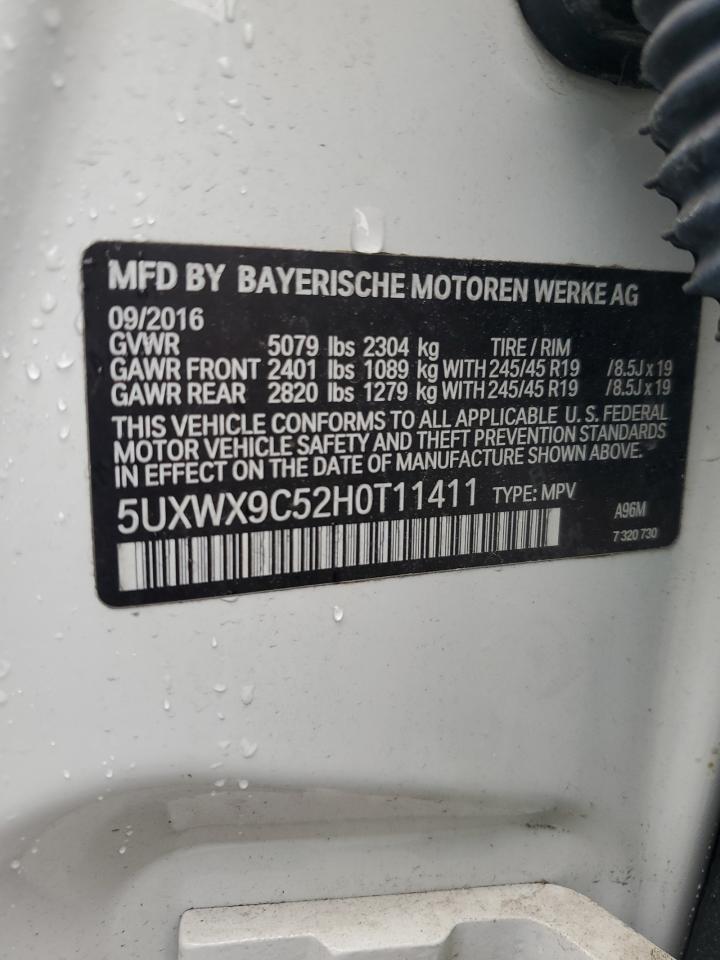 MFD BY BAYERISCHE MOTOREN WERKE AG
09/2016
GVWR 5079 lbs 2304 kg TIRE / RIM
GAWR FRONT 2401 lbs 1089 kg WITH 245/45 R19 /8.5J x 19
GAWR REAR 2820 lbs 1279 kg WITH 245/45 R19 /8.5J x 19
THIS VEHICLE CONFORMS TO ALL APPLICABLE U. S. FEDERAL
MOTOR VEHICLE SAFETY AND THEFT PREVENTION STANDARDS
IN EFFECT ON THE DATE OF MANUFACTURE SHOWN ABOVE.
5UXWX9C52H0T11411 TYPE: MPV A96M
7 320 730